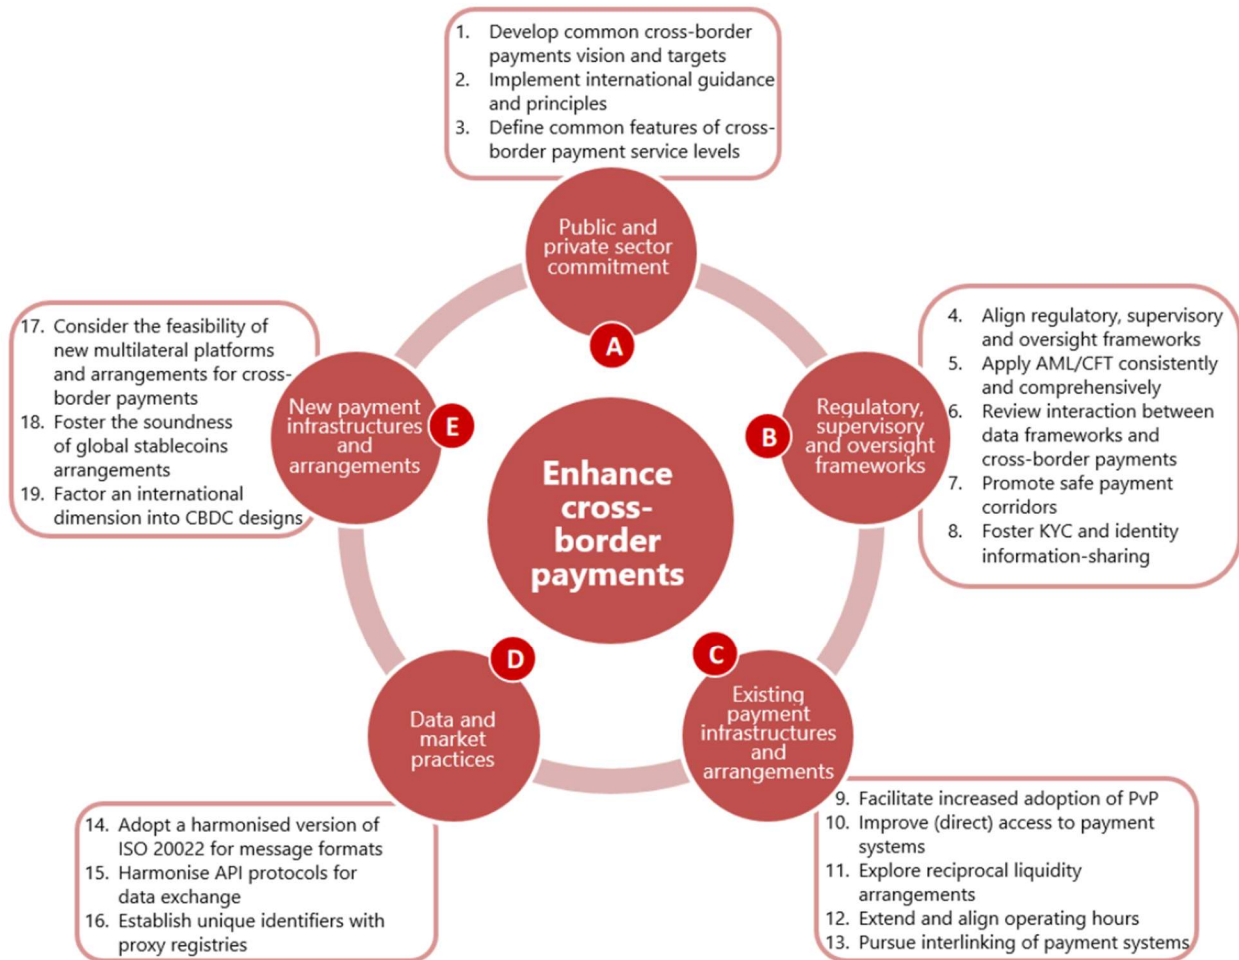 1. Develop common cross-border
payments vision and targets
2. Implement international guidance
and principles
3. Define common features of cross-
border payment service levels
Public and
private sector
commitment
A
17. Consider the feasibility of
new multilateral platforms
and arrangements for cross-
border payments
18. Foster the soundness
of global stablecoins
arrangements
19. Factor an international
dimension into CBDC designs
New payment
infrastructures
and
arrangements
E
Enhance
cross-
border
payments
B
Regulatory,
supervisory
and oversight
frameworks
4. Align regulatory, supervisory
and oversight frameworks
5. Apply AML/CFT consistently
and comprehensively
6. Review interaction between
data frameworks and
cross-border payments
7. Promote safe payment
corridors
8. Foster KYC and identity
information-sharing
D
Data and
market
practices
C
Existing
payment
infrastructures
and
arrangements
14. Adopt a harmonised version of
ISO 20022 for message formats
15. Harmonise API protocols for
data exchange
16. Establish unique identifiers with
proxy registries
9. Facilitate increased adoption of PvP
10. Improve (direct) access to payment
systems
11. Explore reciprocal liquidity
arrangements
12. Extend and align operating hours
13. Pursue interlinking of payment systems